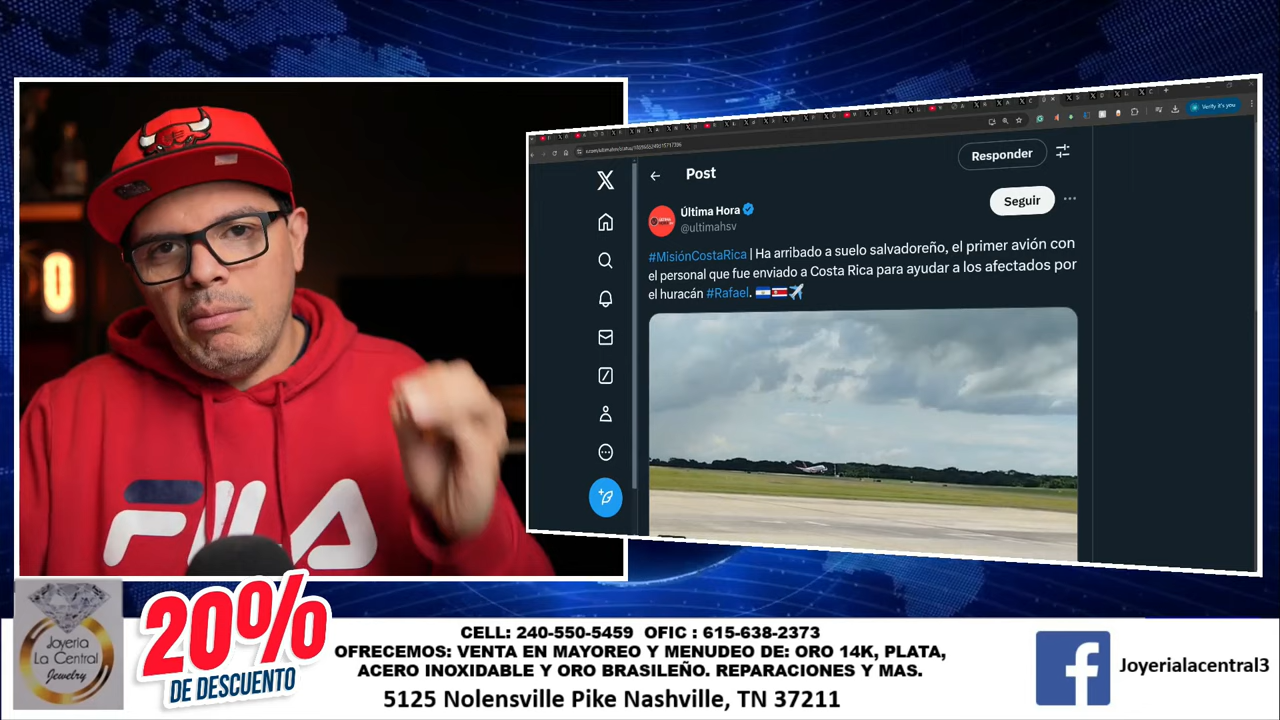 Verify it's you
Post
Responder
Última Hora
@ultimahsv
Seguir
#MisiónCostaRica | Ha arribado a suelo salvadoreño, el primer avión con
el personal que fue enviado a Costa Rica para ayudar a los afectados por
el huracán #Rafael.
FILA
Joyeria
La Central
Jewelry
20%
DE DESCUENTO
CELL: 240-550-5459 OFIC : 615-638-2373
OFRECEMOS: VENTA EN MAYOREO Y MENUDEO DE: ORO 14K, PLATA,
ACERO INOXIDABLE Y ORO BRASILEÑO. REPARACIONES Y MAS.
5125 Nolensville Pike Nashville, TN 37211
Joyerialacentral3